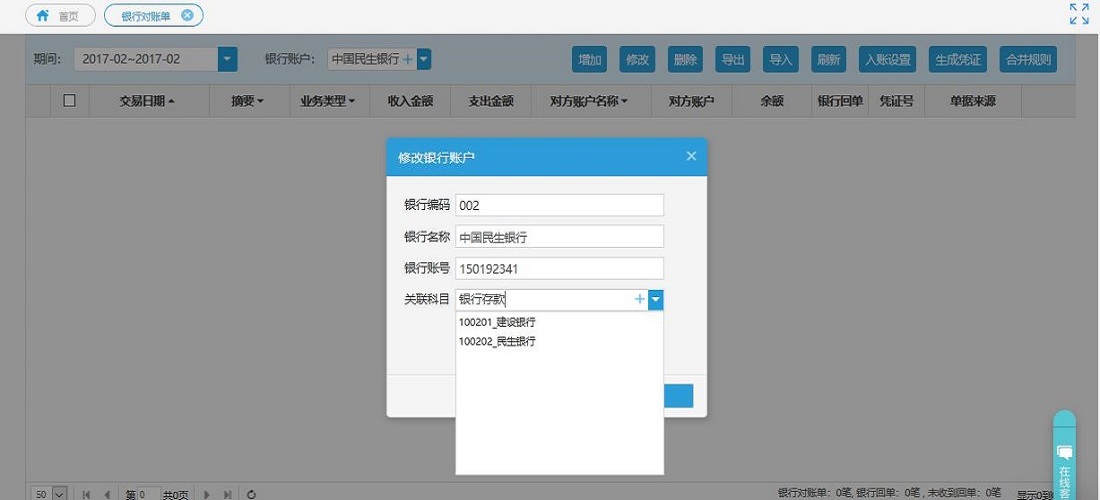 首页 银行对账单
期间: 2017-02~2017-02 银行账户: 中国民生银行 增加 修改 删除 导出 导入 刷新 入账设置 生成凭证 合并规则
交易日期 摘要 业务类型 收入金额 支出金额 对方账户名称 对方账户 余额 银行回单 凭证号 单据来源
修改银行账户
银行编码 002
银行名称 中国民生银行
银行账号 150192341
关联科目 银行存款
100201_建设银行
100202_民生银行
在线客
50 第 0 共0页 银行对账单: 0笔, 银行回单: 0笔, 未收到回单: 0笔 显示0到